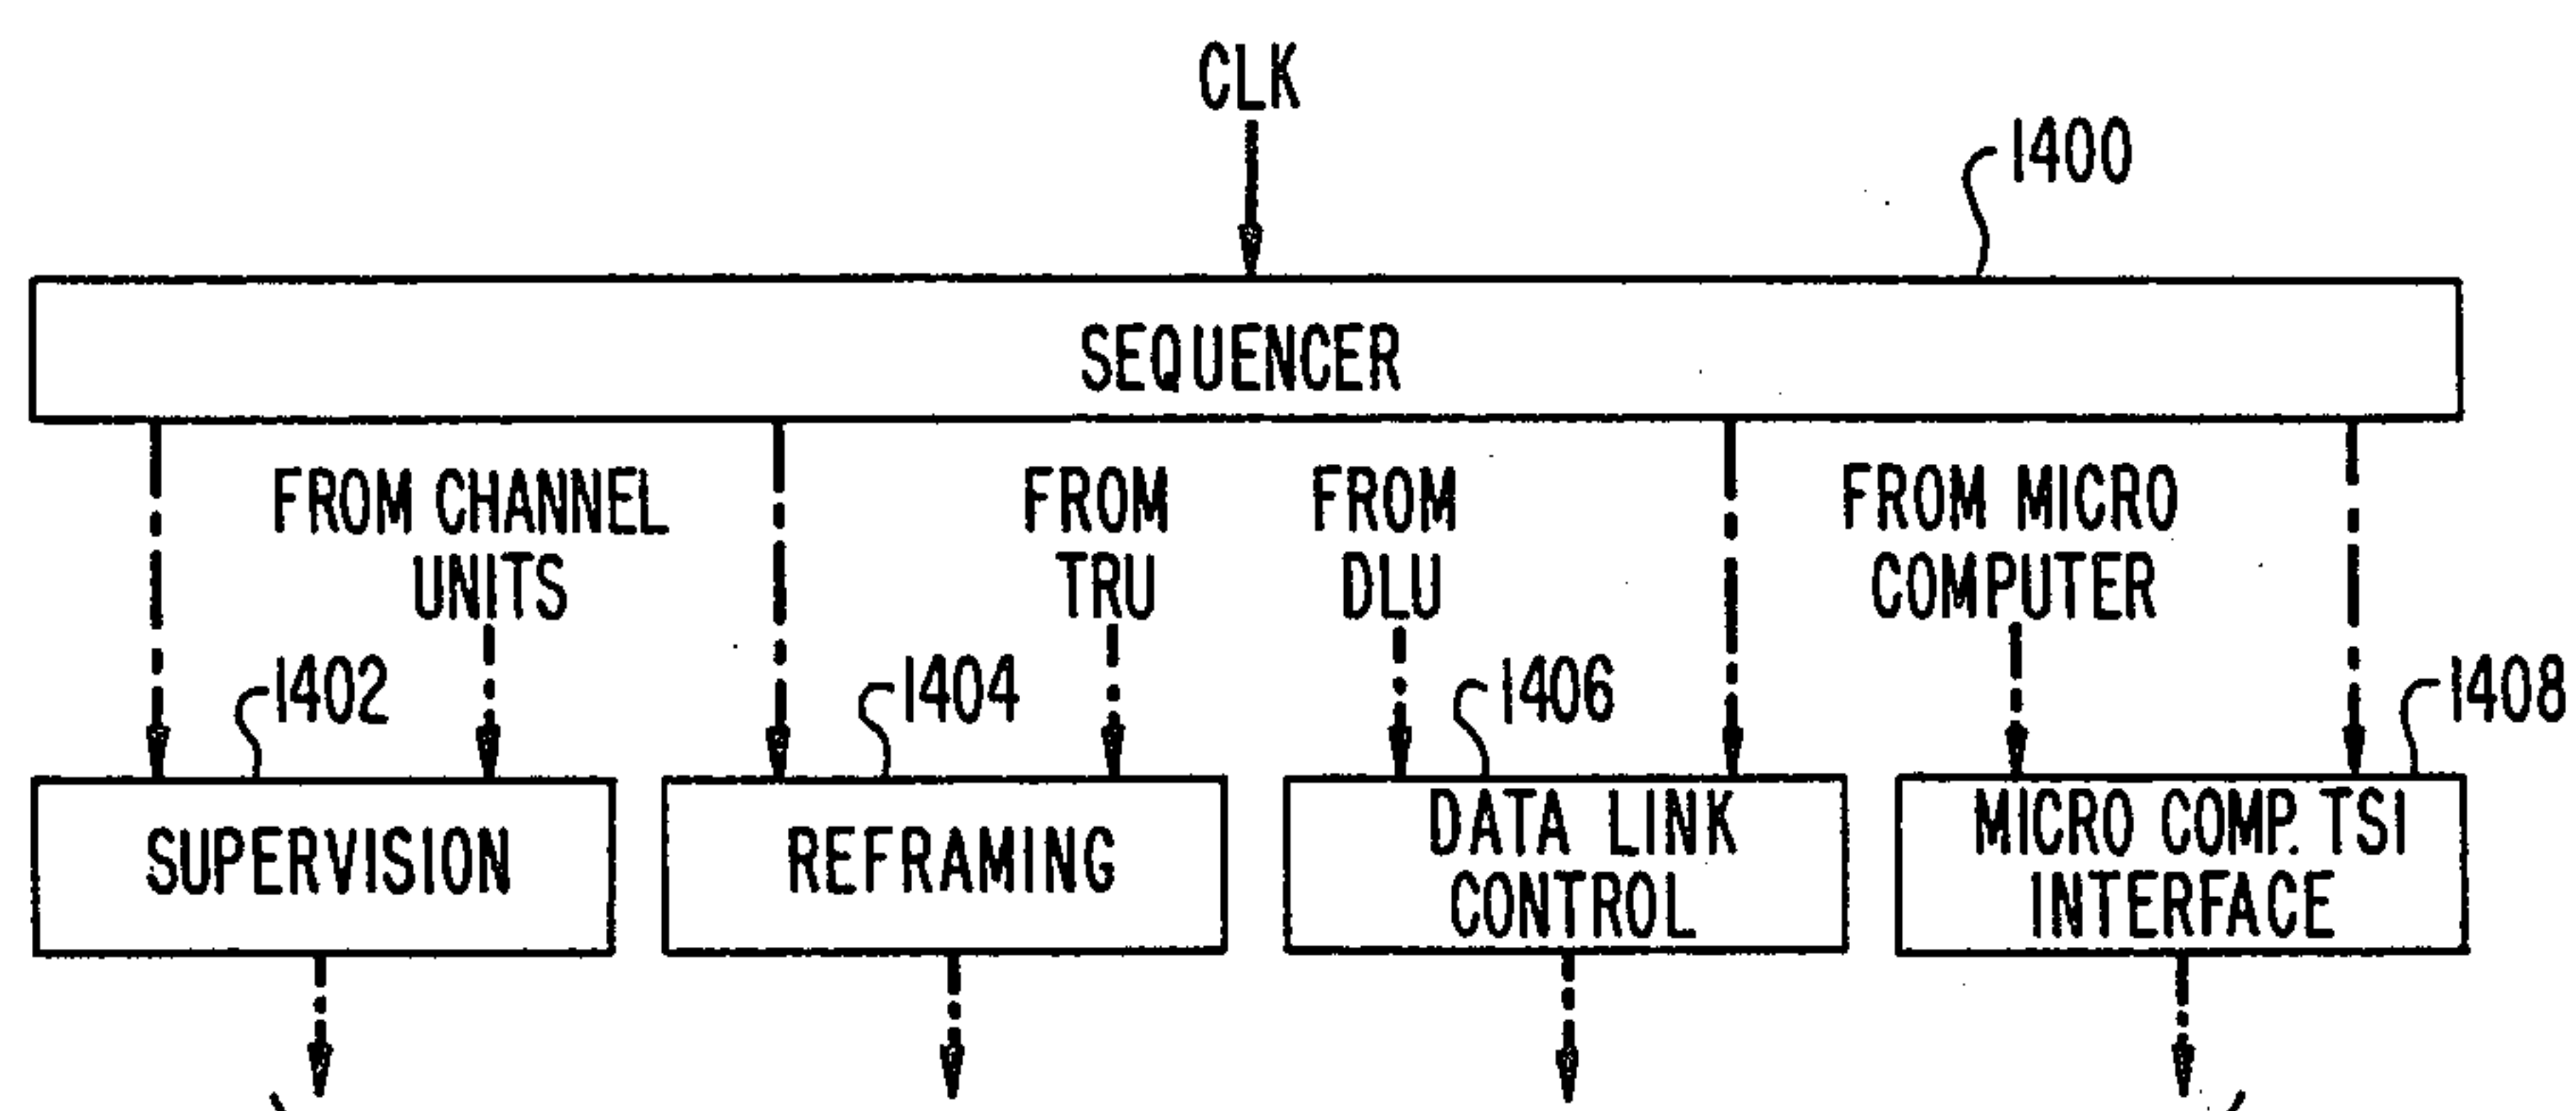 CLK
1400
SEQUENCER
FROM CHANNEL
UNITS
FROM
TRU
FROM
DLU
FROM MICRO
COMPUTER
1402
1404
1406
1408
SUPERVISION
REFRAMING
DATA LINK
CONTROL
MICRO COMP. TSI
INTERFACE